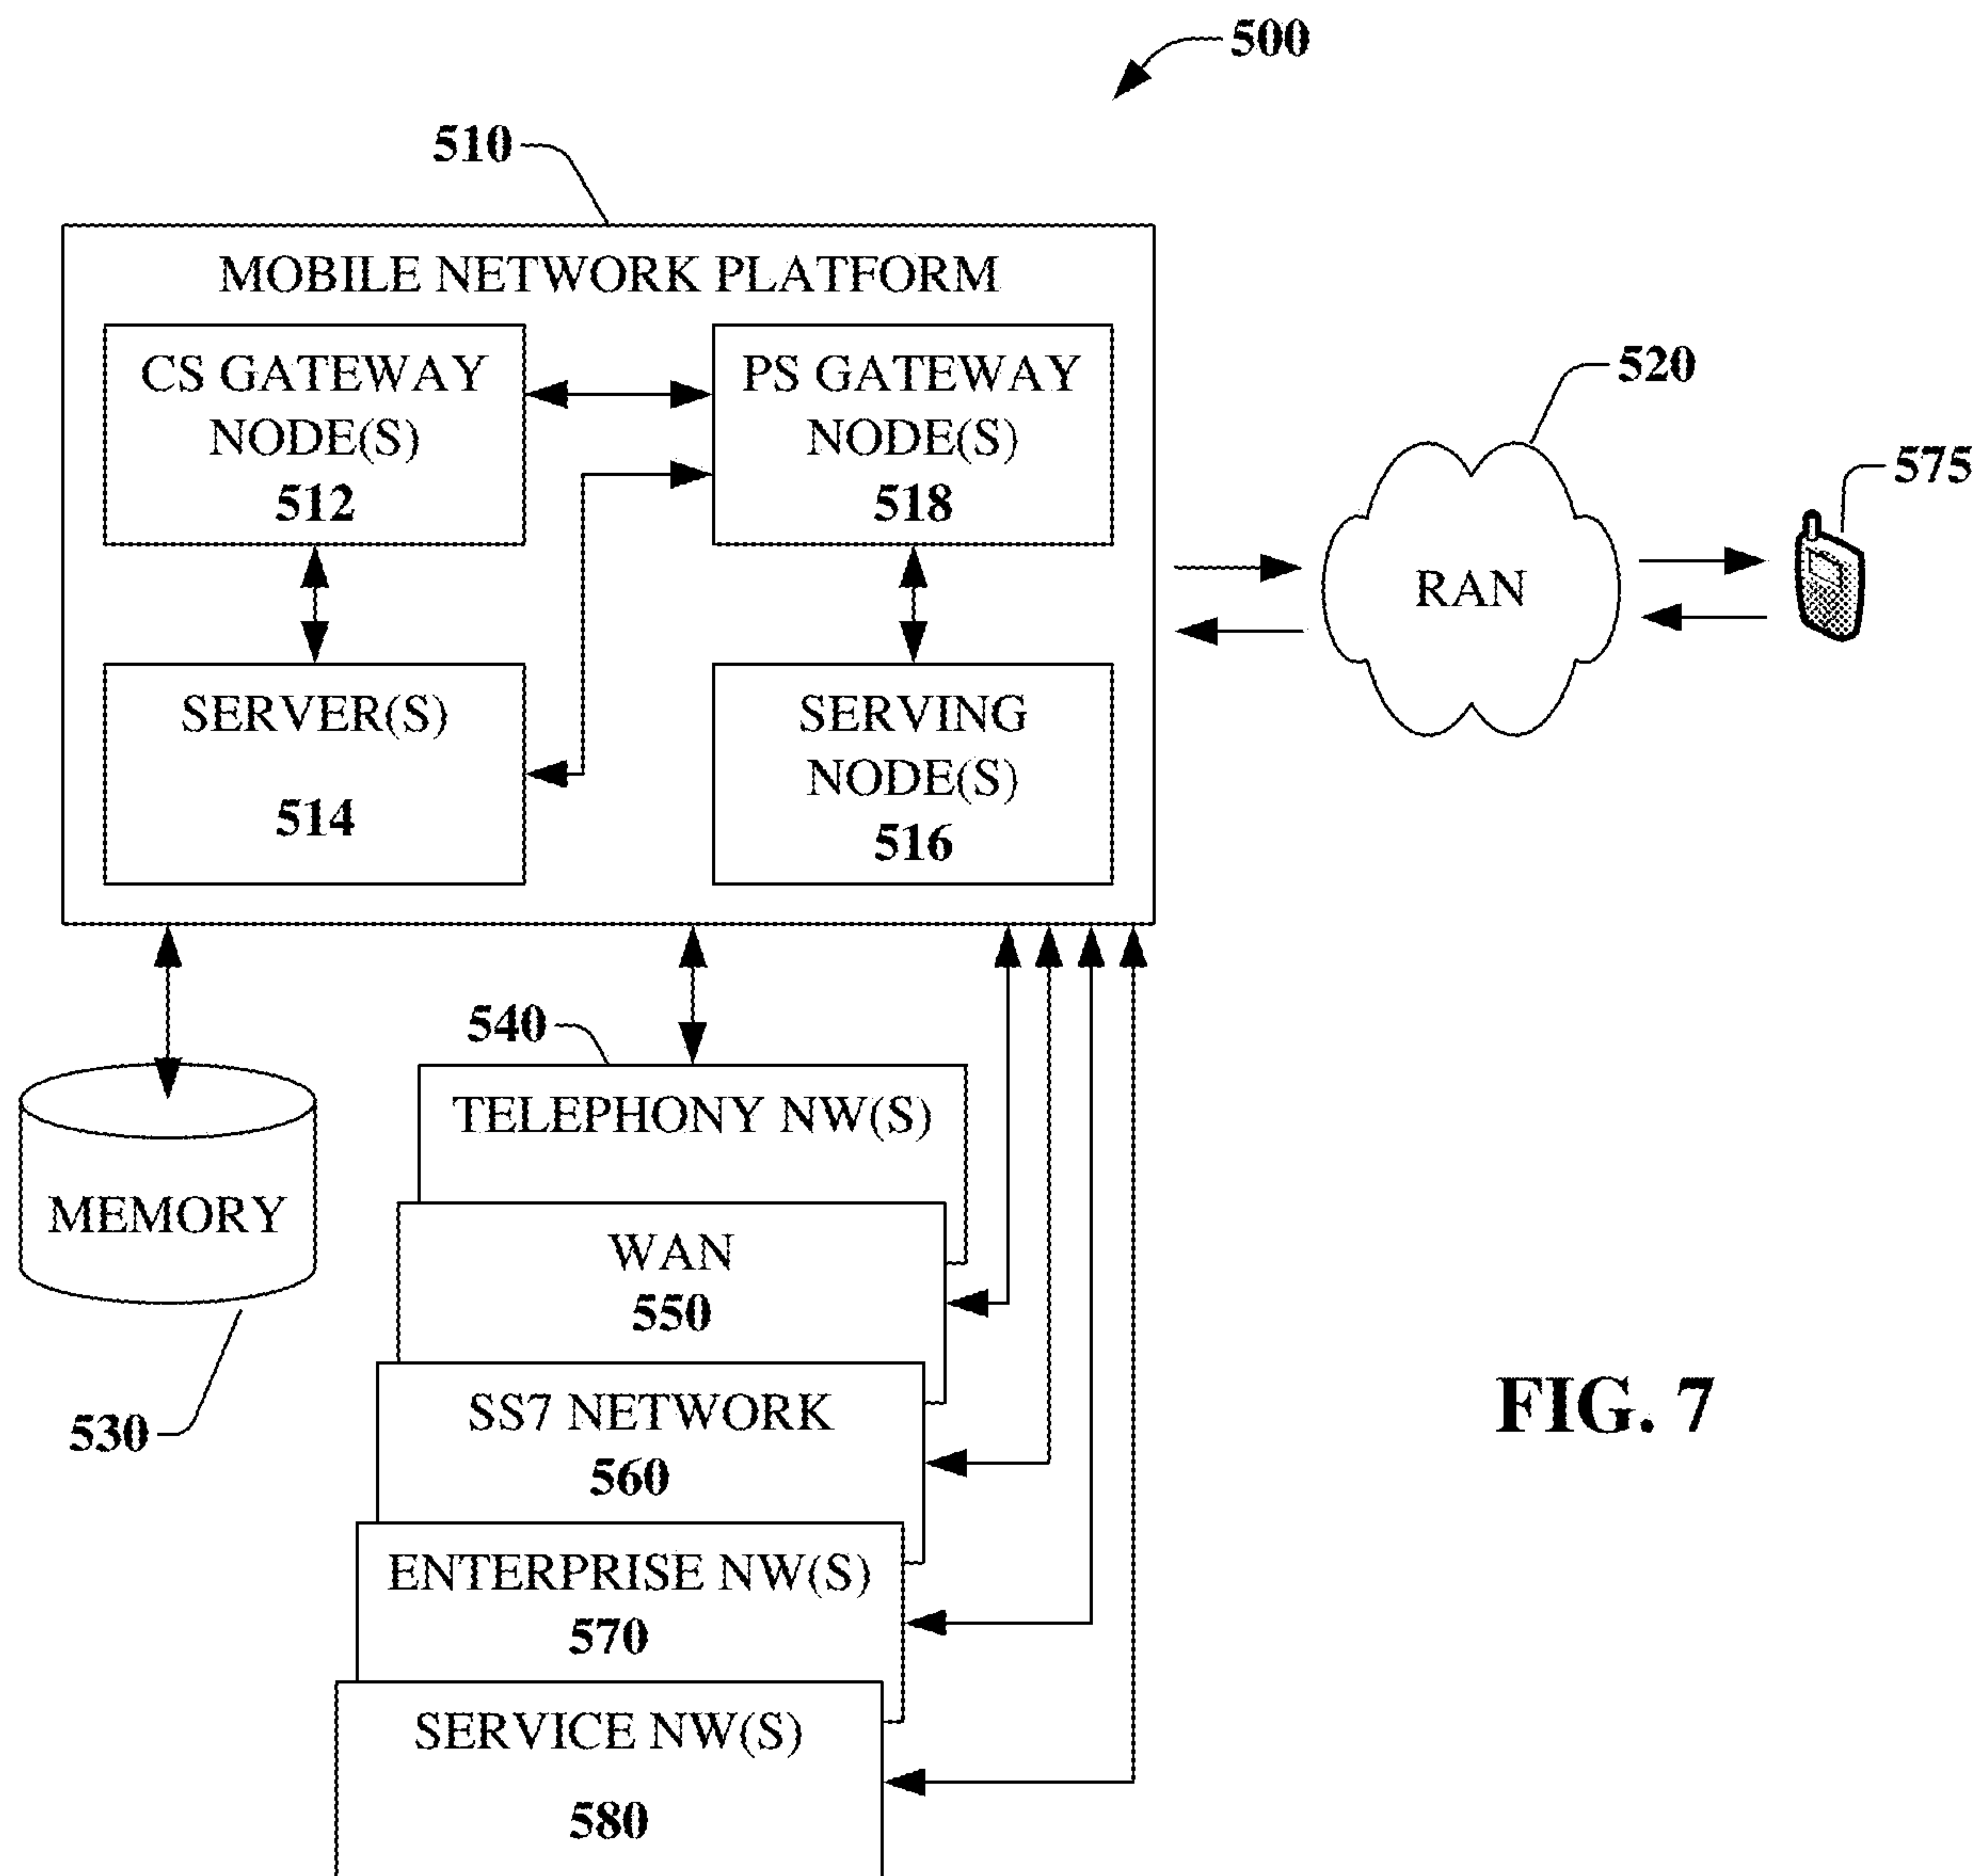 500
510
MOBILE NETWORK PLATFORM
CS GATEWAY
NODE(S)
512
PS GATEWAY
NODE(S)
518
SERVER(S)
514
SERVING
NODE(S)
516
520
RAN
575
540
TELEPHONY NW(S)
MEMORY
530
WAN
550
SS7 NETWORK
560
ENTERPRISE NW(S)
570
SERVICE NW(S)
580
FIG. 7